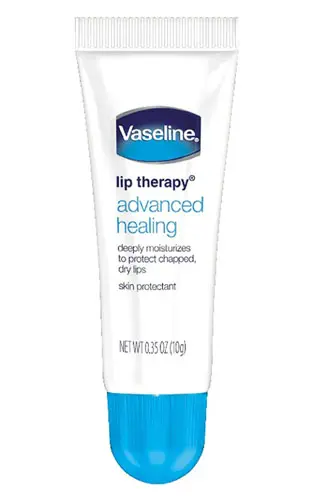 Vaseline®
lip therapy®
advanced
healing
deeply moisturizes
to protect chapped,
dry lips
skin protectant
NET WT 0.35 OZ (10g)